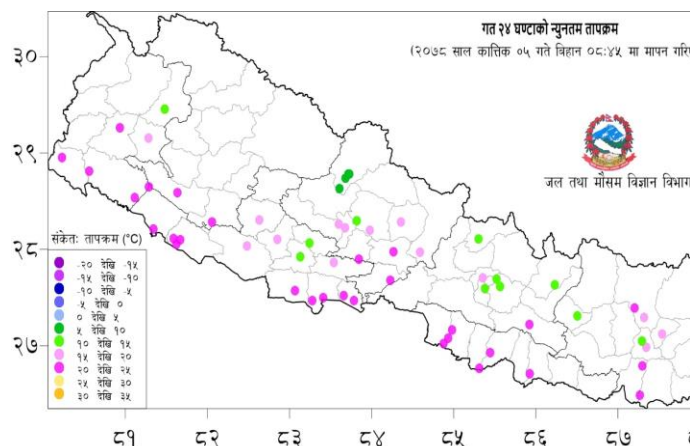 गत २४ घण्टाको न्युनतम तापक्रम
(२०७८ साल कात्तिक ०५ गते बिहान ०८:४५ मा मापन गरिए
३०
२९
२८
२७
जल तथा मौसम विज्ञान विभाग
संकेतः तापक्रम (°C)
-२० देखि -१५
-१५ देखि -१०
-१० देखि -५
-५ देखि ०
० देखि ५
५ देखि १०
१० देखि १५
१५ देखि २०
२० देखि २५
२५ देखि ३०
३० देखि ३५
८१ ८२ ८३ ८४ ८५ ८६ ८७